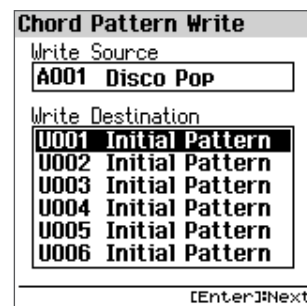 Chord Pattern Write
Write Source
A001 Disco Pop
Write Destination
U001 Initial Pattern
U002 Initial Pattern
U003 Initial Pattern
U004 Initial Pattern
U005 Initial Pattern
U006 Initial Pattern
[Enter]:Next